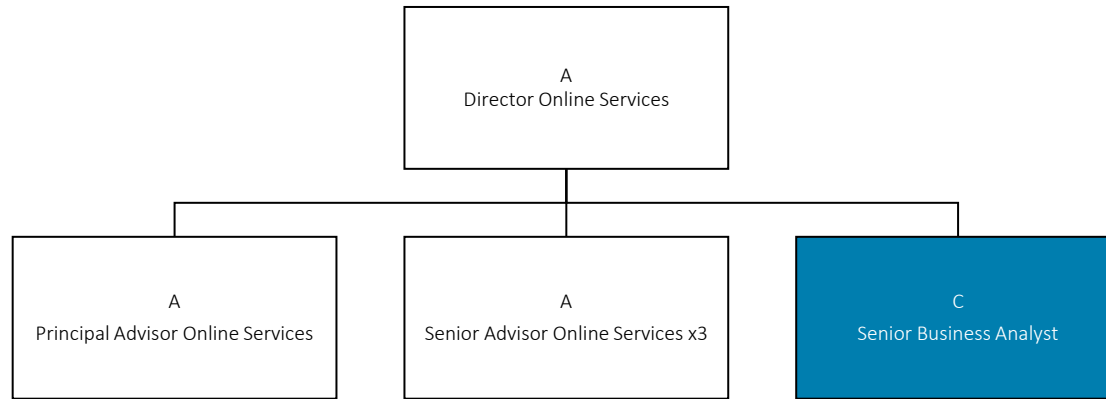 A
Director Online Services
A
Principal Advisor Online Services
A
Senior Advisor Online Services x3
C
Senior Business Analyst